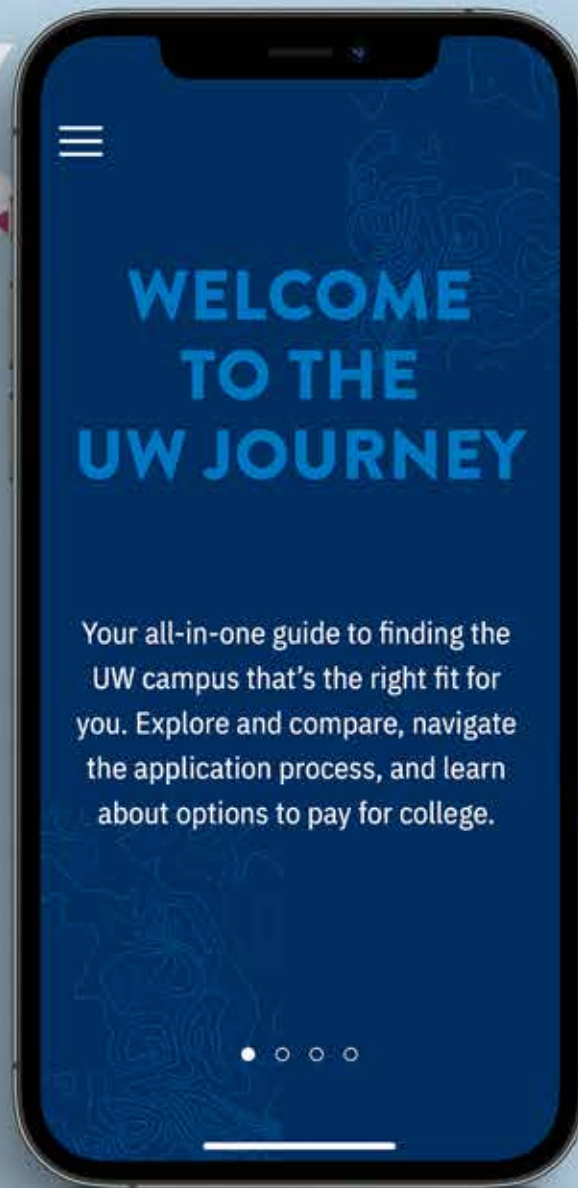 WELCOME
TO THE
UW JOURNEY
Your all-in-one guide to finding the
UW campus that's the right fit for
you. Explore and compare, navigate
the application process, and learn
about options to pay for college.